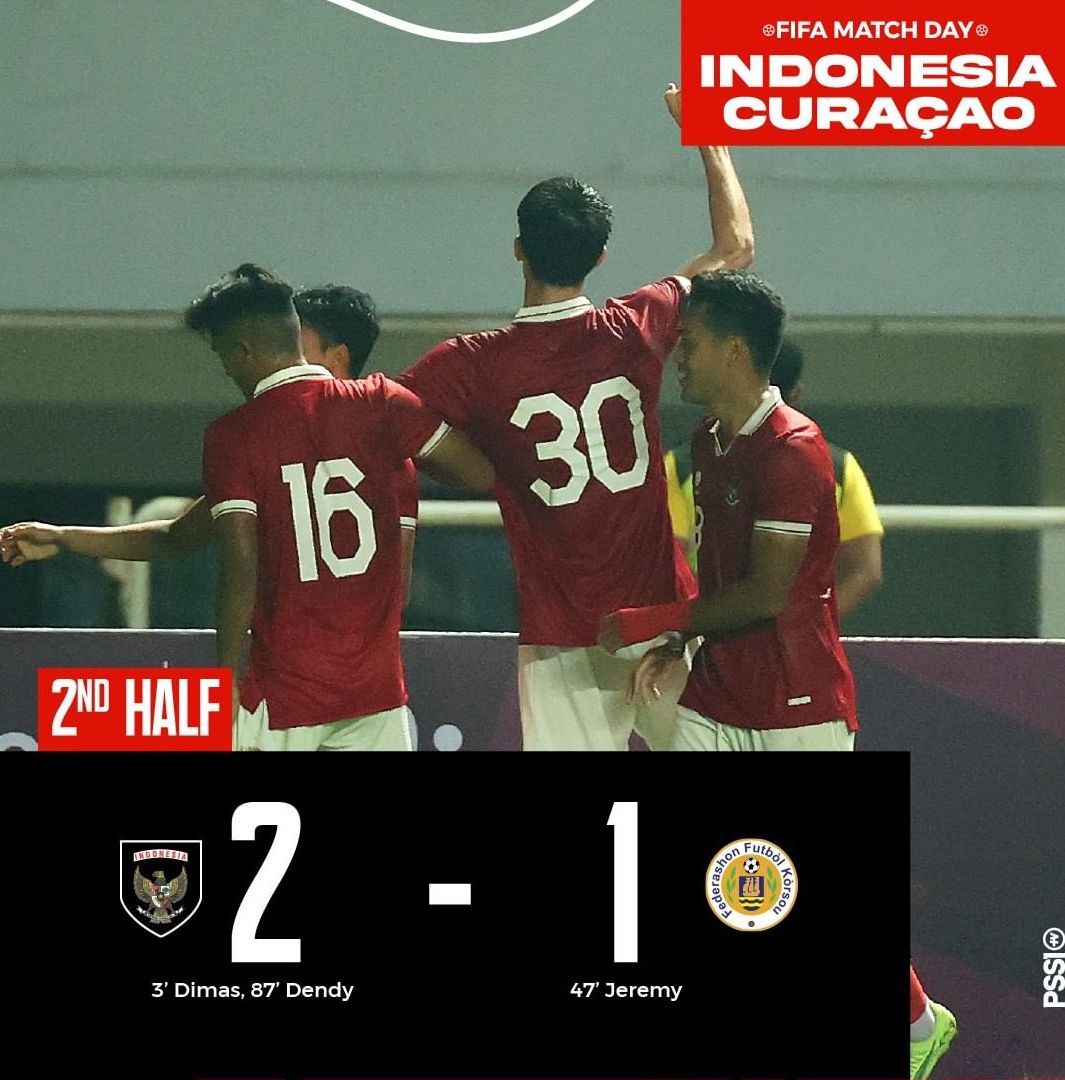 FIFA MATCH DAY
INDONESIA
CURAÇAO
16
30
2ND HALF
INDONESIA
2 - 1
Federashon Futbòl Kòrsou
3’ Dimas, 87’ Dendy
47’ Jeremy
PSSI